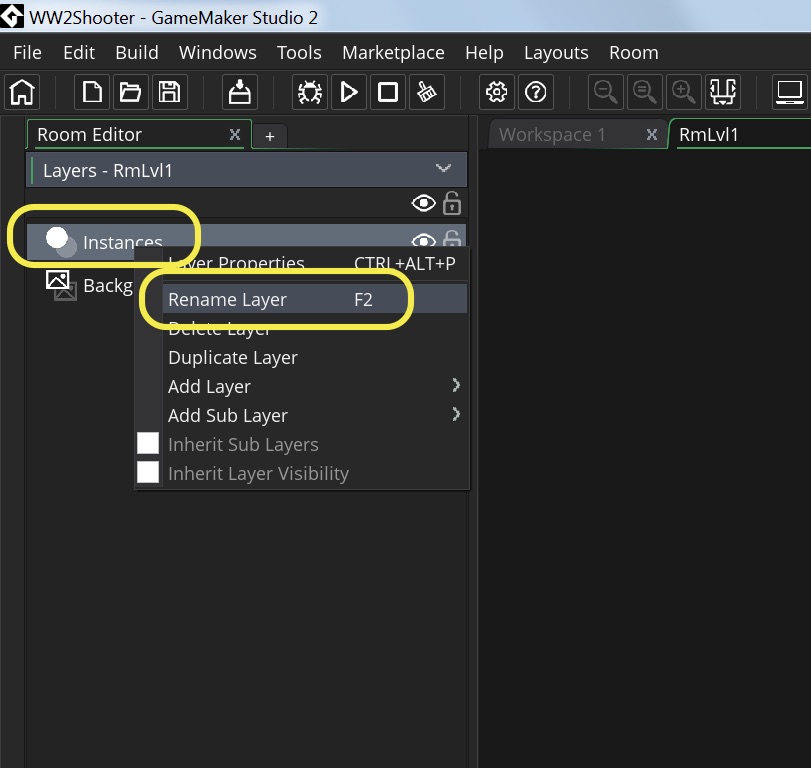 WW2Shooter - GameMaker Studio 2
File Edit Build Windows Tools Marketplace Help Layouts Room
Room Editor x +
Workspace 1 x RmLvl1
Layers - RmLvl1
Instances
Layer Properties CTRL+ALT+P
Backg
Rename Layer F2
Delete Layer
Duplicate Layer
Add Layer
Add Sub Layer
Inherit Sub Layers
Inherit Layer Visibility